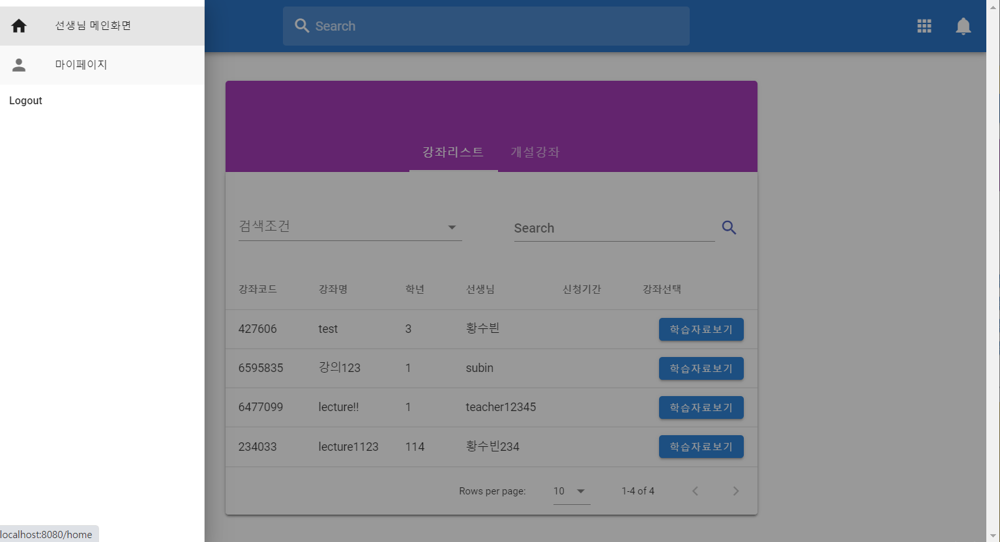 선생님 메인화면
마이페이지
Logout
Search
강좌리스트 개설강좌
검색조건 Search
강좌코드 강좌명 학년 선생님 신청기간 강좌선택
427606 test 3 황수빈 학습자료보기
6595835 강의123 1 subin 학습자료보기
6477099 lecture!! 1 teacher12345 학습자료보기
234033 lecture1123 114 황수빈234 학습자료보기
Rows per page: 10 1-4 of 4
localhost:8080/home